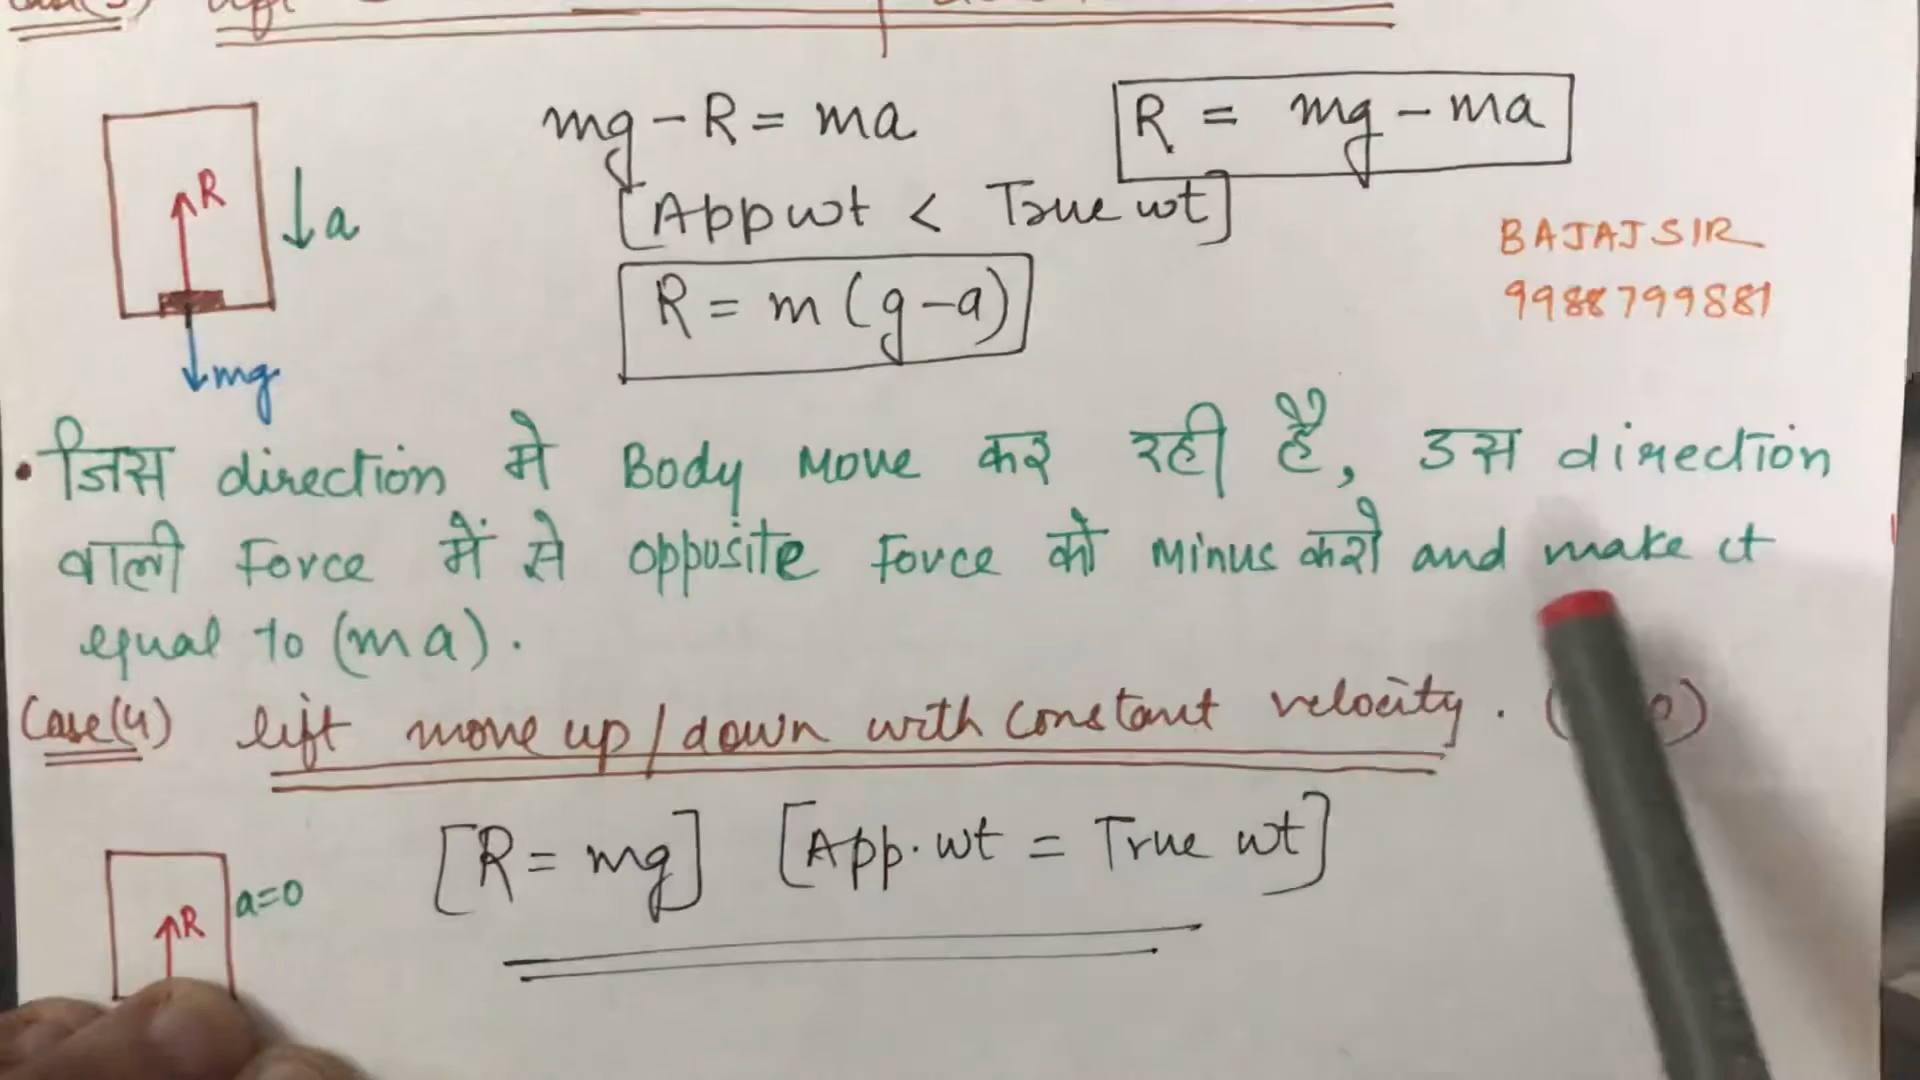 lift
mg - R = ma
R = mg - ma
[App wt < True wt]
R = m (g-a)
R
↓a
↓mg
BAJAJ SIR
9988799881
• जिस direction मे Body move कर रही है, उस direction
वाली Force में से opposite Force को minus करो and make it
equal to (ma).
Case(4) lift move up/down with constant velocity.
[R = mg] [App. wt = True wt]
a=0
R